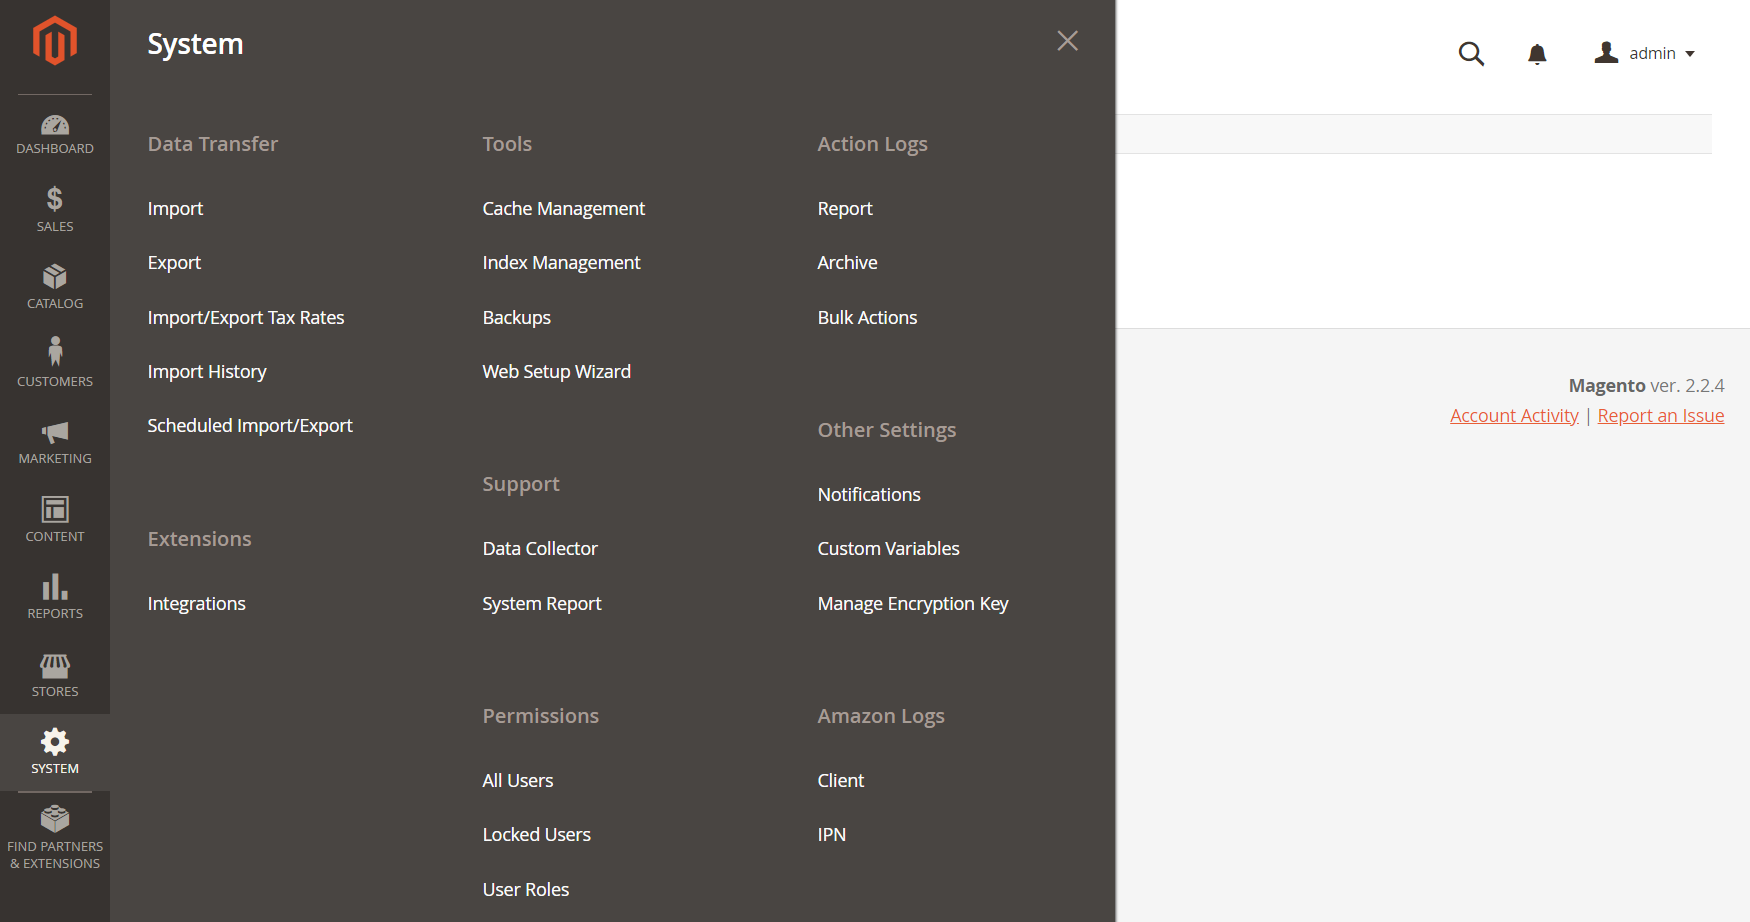 DASHBOARD
SALES
CATALOG
CUSTOMERS
MARKETING
CONTENT
REPORTS
STORES
SYSTEM
FIND PARTNERS
& EXTENSIONS
System
Data Transfer
Import
Export
Import/Export Tax Rates
Import History
Scheduled Import/Export
Extensions
Integrations
Tools
Cache Management
Index Management
Backups
Web Setup Wizard
Support
Data Collector
System Report
Permissions
All Users
Locked Users
User Roles
Action Logs
Report
Archive
Bulk Actions
Other Settings
Notifications
Custom Variables
Manage Encryption Key
Amazon Logs
Client
IPN
admin
Magento ver. 2.2.4
Account Activity | Report an Issue